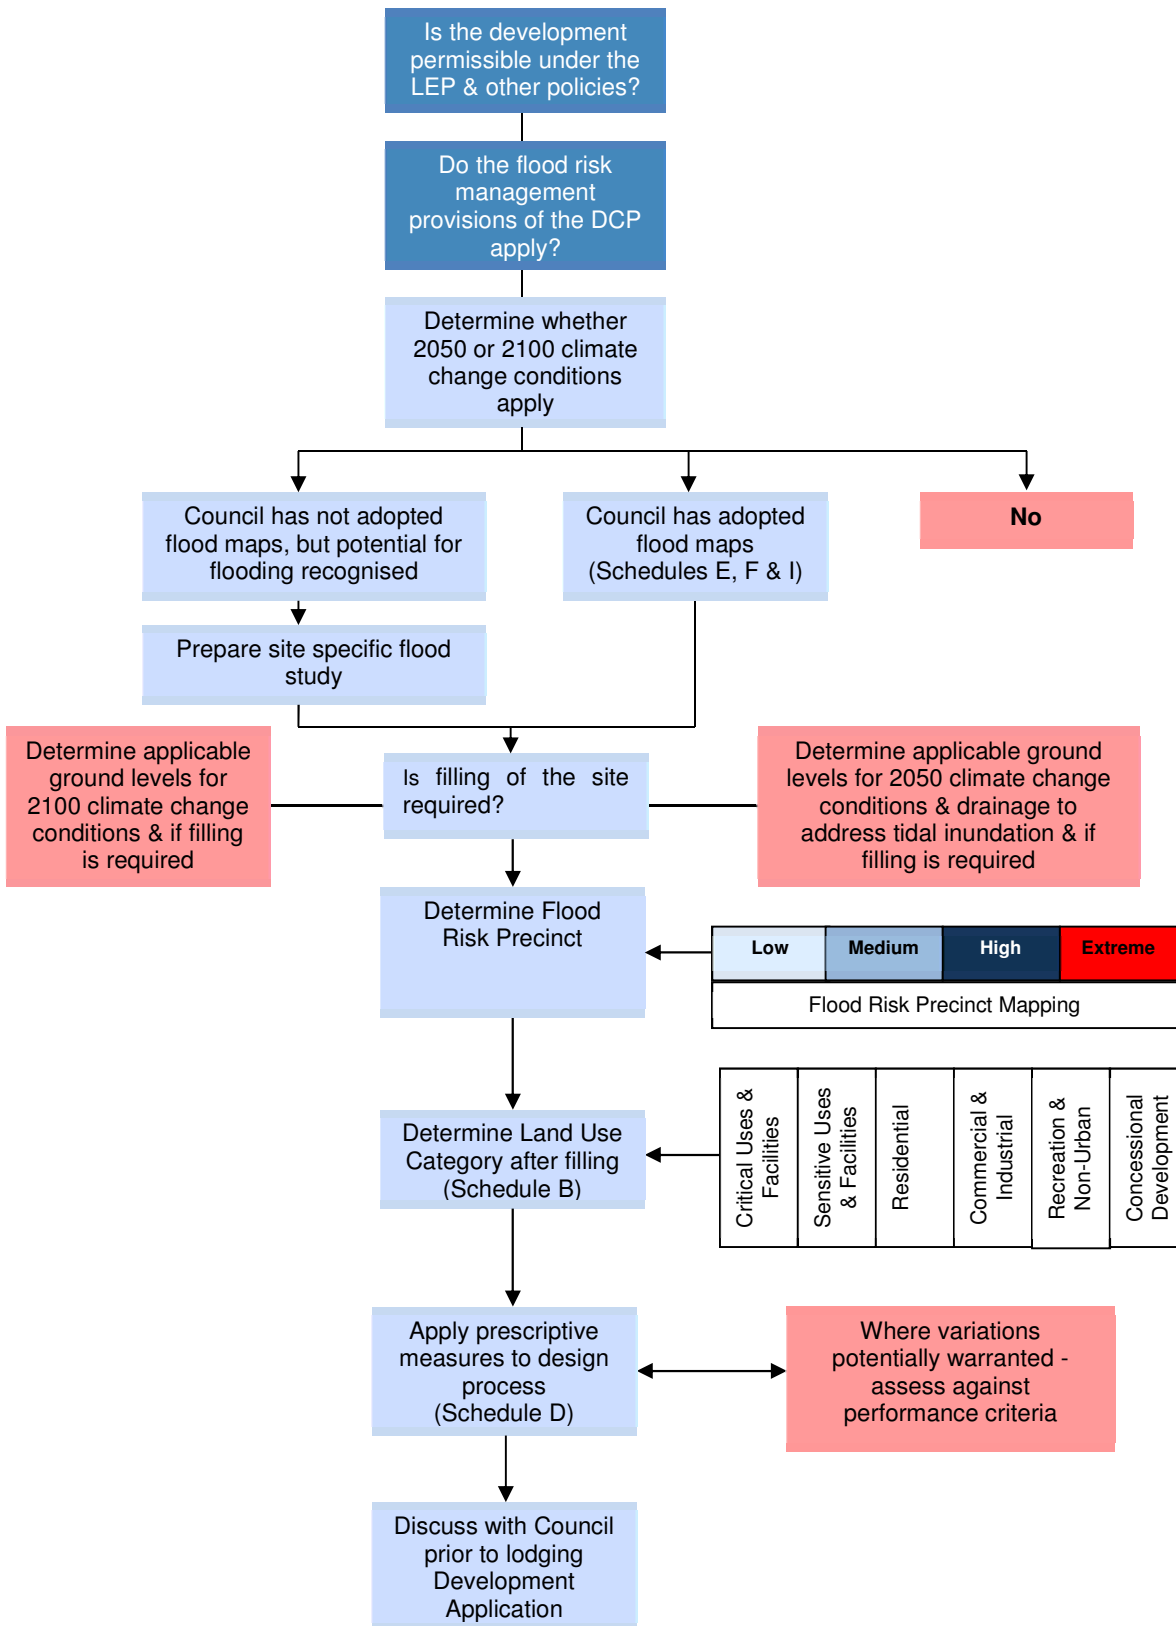 Is the development
permissible under the
LEP & other policies?
Do the flood risk
management
provisions of the DCP
apply?
Determine whether
2050 or 2100 climate
change conditions
apply
Council has not adopted
flood maps, but potential for
flooding recognised
Council has adopted
flood maps
(Schedules E, F & I)
No
Prepare site specific flood
study
Determine applicable
ground levels for
2100 climate change
conditions & if filling
is required
Is filling of the site
required?
Determine applicable ground
levels for 2050 climate change
conditions & drainage to
address tidal inundation & if
filling is required
Determine Flood
Risk Precinct
Low Medium High Extreme
Flood Risk Precinct Mapping
Determine Land Use
Category after filling
(Schedule B)
Critical Uses &
Facilities
Sensitive Uses
& Facilities
Residential
Commercial &
Industrial
Recreation &
Non-Urban
Concessional
Development
Apply prescriptive
measures to design
process
(Schedule D)
Where variations
potentially warranted -
assess against
performance criteria
Discuss with Council
prior to lodging
Development
Application